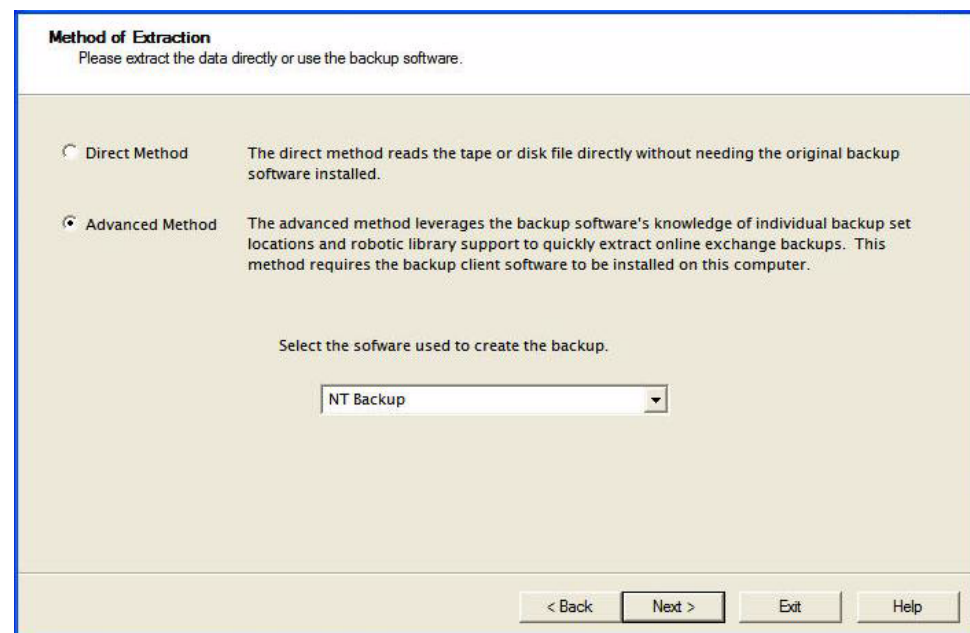 Method of Extraction
Please extract the data directly or use the backup software.
Direct Method
The direct method reads the tape or disk file directly without needing the original backup
software installed.
Advanced Method
The advanced method leverages the backup software's knowledge of individual backup set
locations and robotic library support to quickly extract online exchange backups. This
method requires the backup client software to be installed on this computer.
Select the sofware used to create the backup.
NT Backup
< Back
Next >
Exit
Help